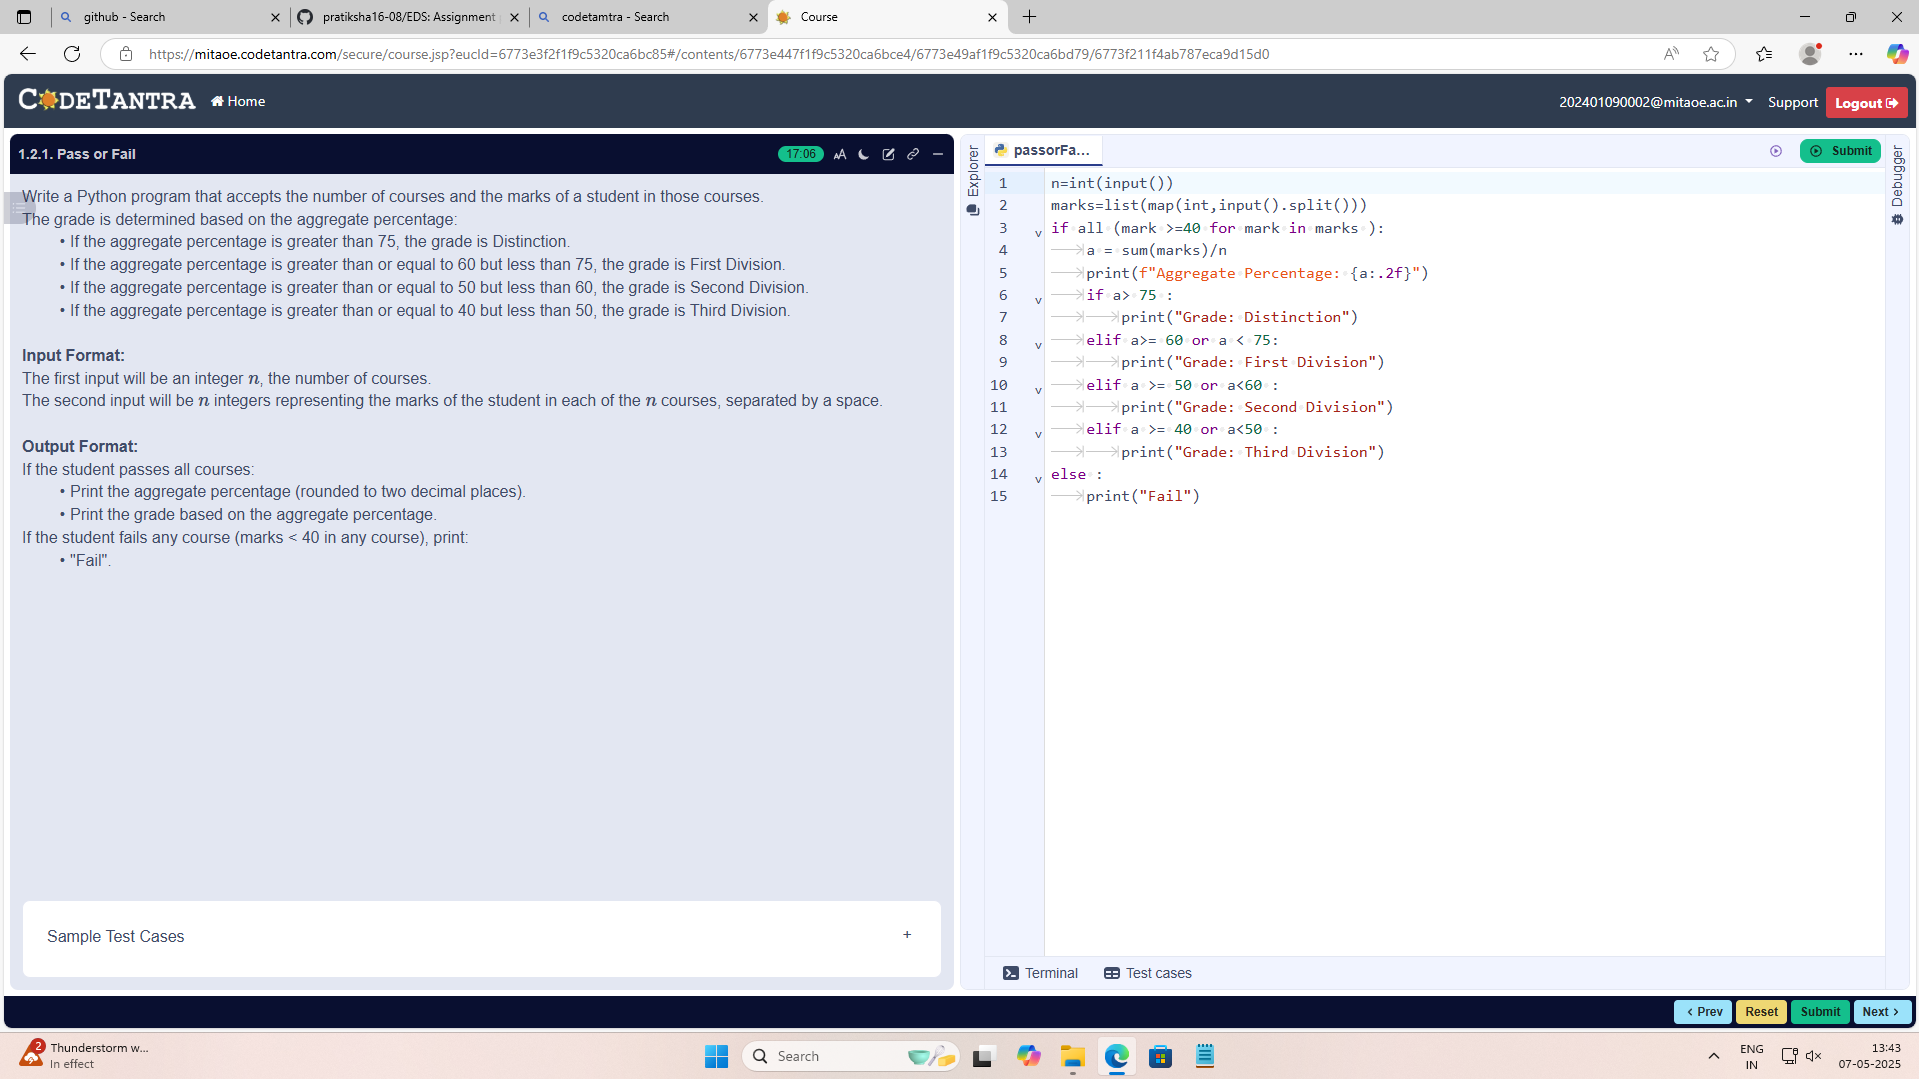 github - Search
pratiksha16-08/EDS: Assignment
codetamtra - Search
Course
https://mitaoe.codetantra.com/secure/course.jsp?eucId=6773e3f2f1f9c5320ca6bc85#/contents/6773e447f1f9c5320ca6bce4/6773e49af1f9c5320ca6bd79/6773f211f4ab787eca9d15d0
CODETANTRA
Home
202401090002@mitaoe.ac.in
Support
Logout
1.2.1. Pass or Fail
17:06
Write a Python program that accepts the number of courses and the marks of a student in those courses.
The grade is determined based on the aggregate percentage:
• If the aggregate percentage is greater than 75, the grade is Distinction.
• If the aggregate percentage is greater than or equal to 60 but less than 75, the grade is First Division.
• If the aggregate percentage is greater than or equal to 50 but less than 60, the grade is Second Division.
• If the aggregate percentage is greater than or equal to 40 but less than 50, the grade is Third Division.
Input Format:
The first input will be an integer n, the number of courses.
The second input will be n integers representing the marks of the student in each of the n courses, separated by a space.
Output Format:
If the student passes all courses:
• Print the aggregate percentage (rounded to two decimal places).
• Print the grade based on the aggregate percentage.
If the student fails any course (marks < 40 in any course), print:
• "Fail".
Sample Test Cases
+
Explorer
passorFa...
Submit
Debugger
1 n=int(input())
2 marks=list(map(int,input().split()))
3 if all (mark >=40 for mark in marks ):
4 a = sum(marks)/n
5 print(f"Aggregate Percentage: {a:.2f}")
6 if a> 75 :
7 print("Grade: Distinction")
8 elif a>= 60 or a < 75:
9 print("Grade: First Division")
10 elif a >= 50 or a<60 :
11 print("Grade: Second Division")
12 elif a >= 40 or a<50 :
13 print("Grade: Third Division")
14 else :
15 print("Fail")
Terminal
Test cases
< Prev
Reset
Submit
Next >
2
Thunderstorm w...
In effect
Search
ENG
IN
13:43
07-05-2025